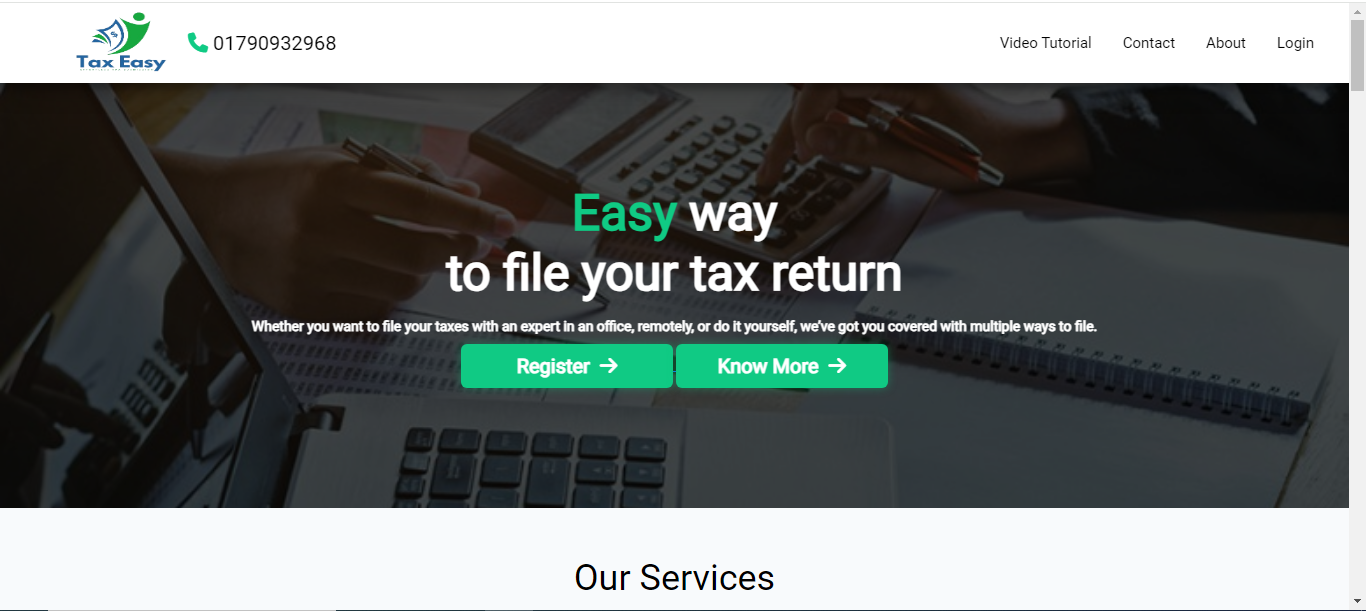 Tax Easy
01790932968
Video Tutorial
Contact
About
Login
Easy way
to file your tax return
Whether you want to file your taxes with an expert in an office, remotely, or do it yourself, we've got you covered with multiple ways to file.
Register
Know More
Our Services